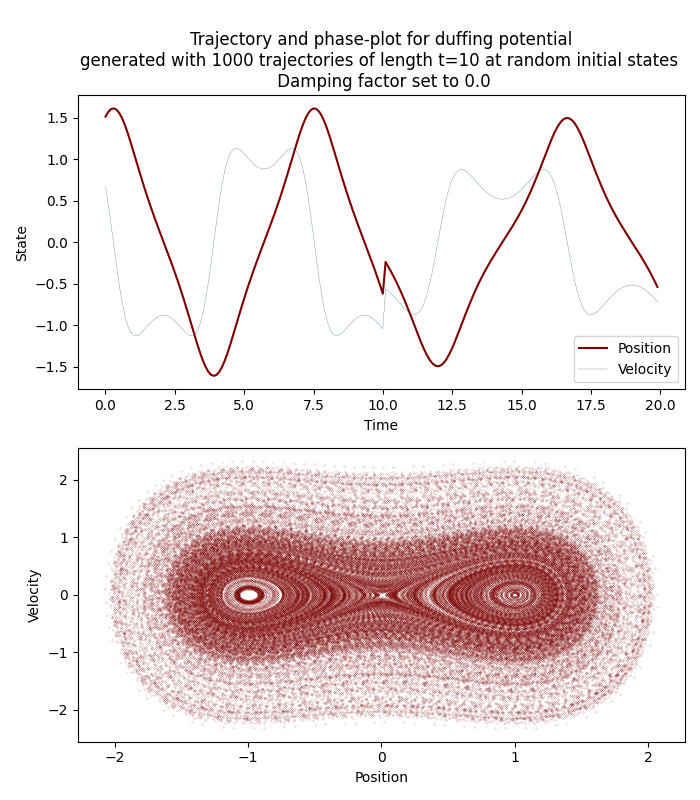 Trajectory and phase-plot for duffing potential
generated with 1000 trajectories of length t=10 at random initial states
Damping factor set to 0.0
1.5
1.0
0.5
0.0
−0.5
−1.0
−1.5
State
Position
Velocity
0.0 2.5 5.0 7.5 10.0 12.5 15.0 17.5 20.0
Time
2
1
0
−1
−2
Velocity
−2 −1 0 1 2
Position